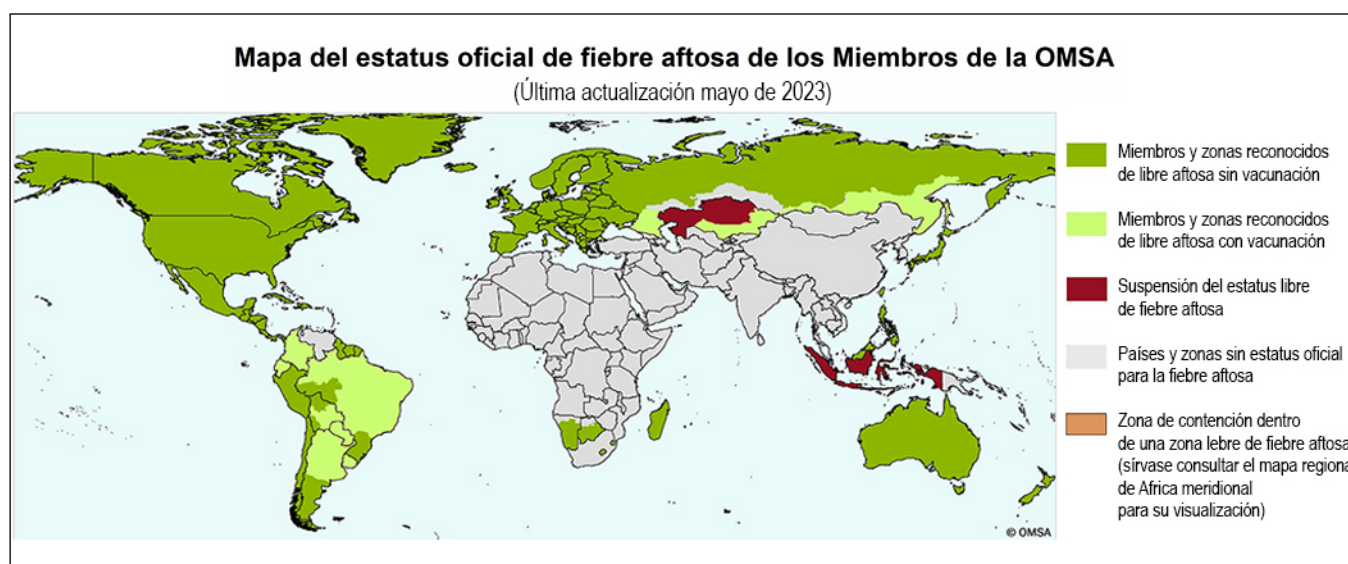 Mapa del estatus oficial de fiebre aftosa de los Miembros de la OMSA
(Última actualización mayo de 2023)
Miembros y zonas reconocidos
de libre aftosa sin vacunación
Miembros y zonas reconocidos
de libre aftosa con vacunación
Suspensión del estatus libre
de fiebre aftosa
Países y zonas sin estatus oficial
para la fiebre aftosa
Zona de contención dentro
de una zona lebre de fiebre aftosa
(sírvase consultar el mapa regiona
de Africa meridional
para su visualización)
© OMSA